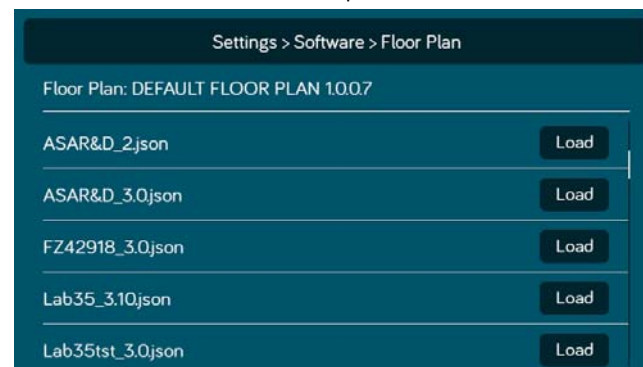 Settings > Software > Floor Plan
Floor Plan: DEFAULT FLOOR PLAN 1.0.0.7
ASAR&D_2.json Load
ASAR&D_3.0.json Load
FZ42918_3.0.json Load
Lab35_3.10.json Load
Lab35tst_3.0.json Load